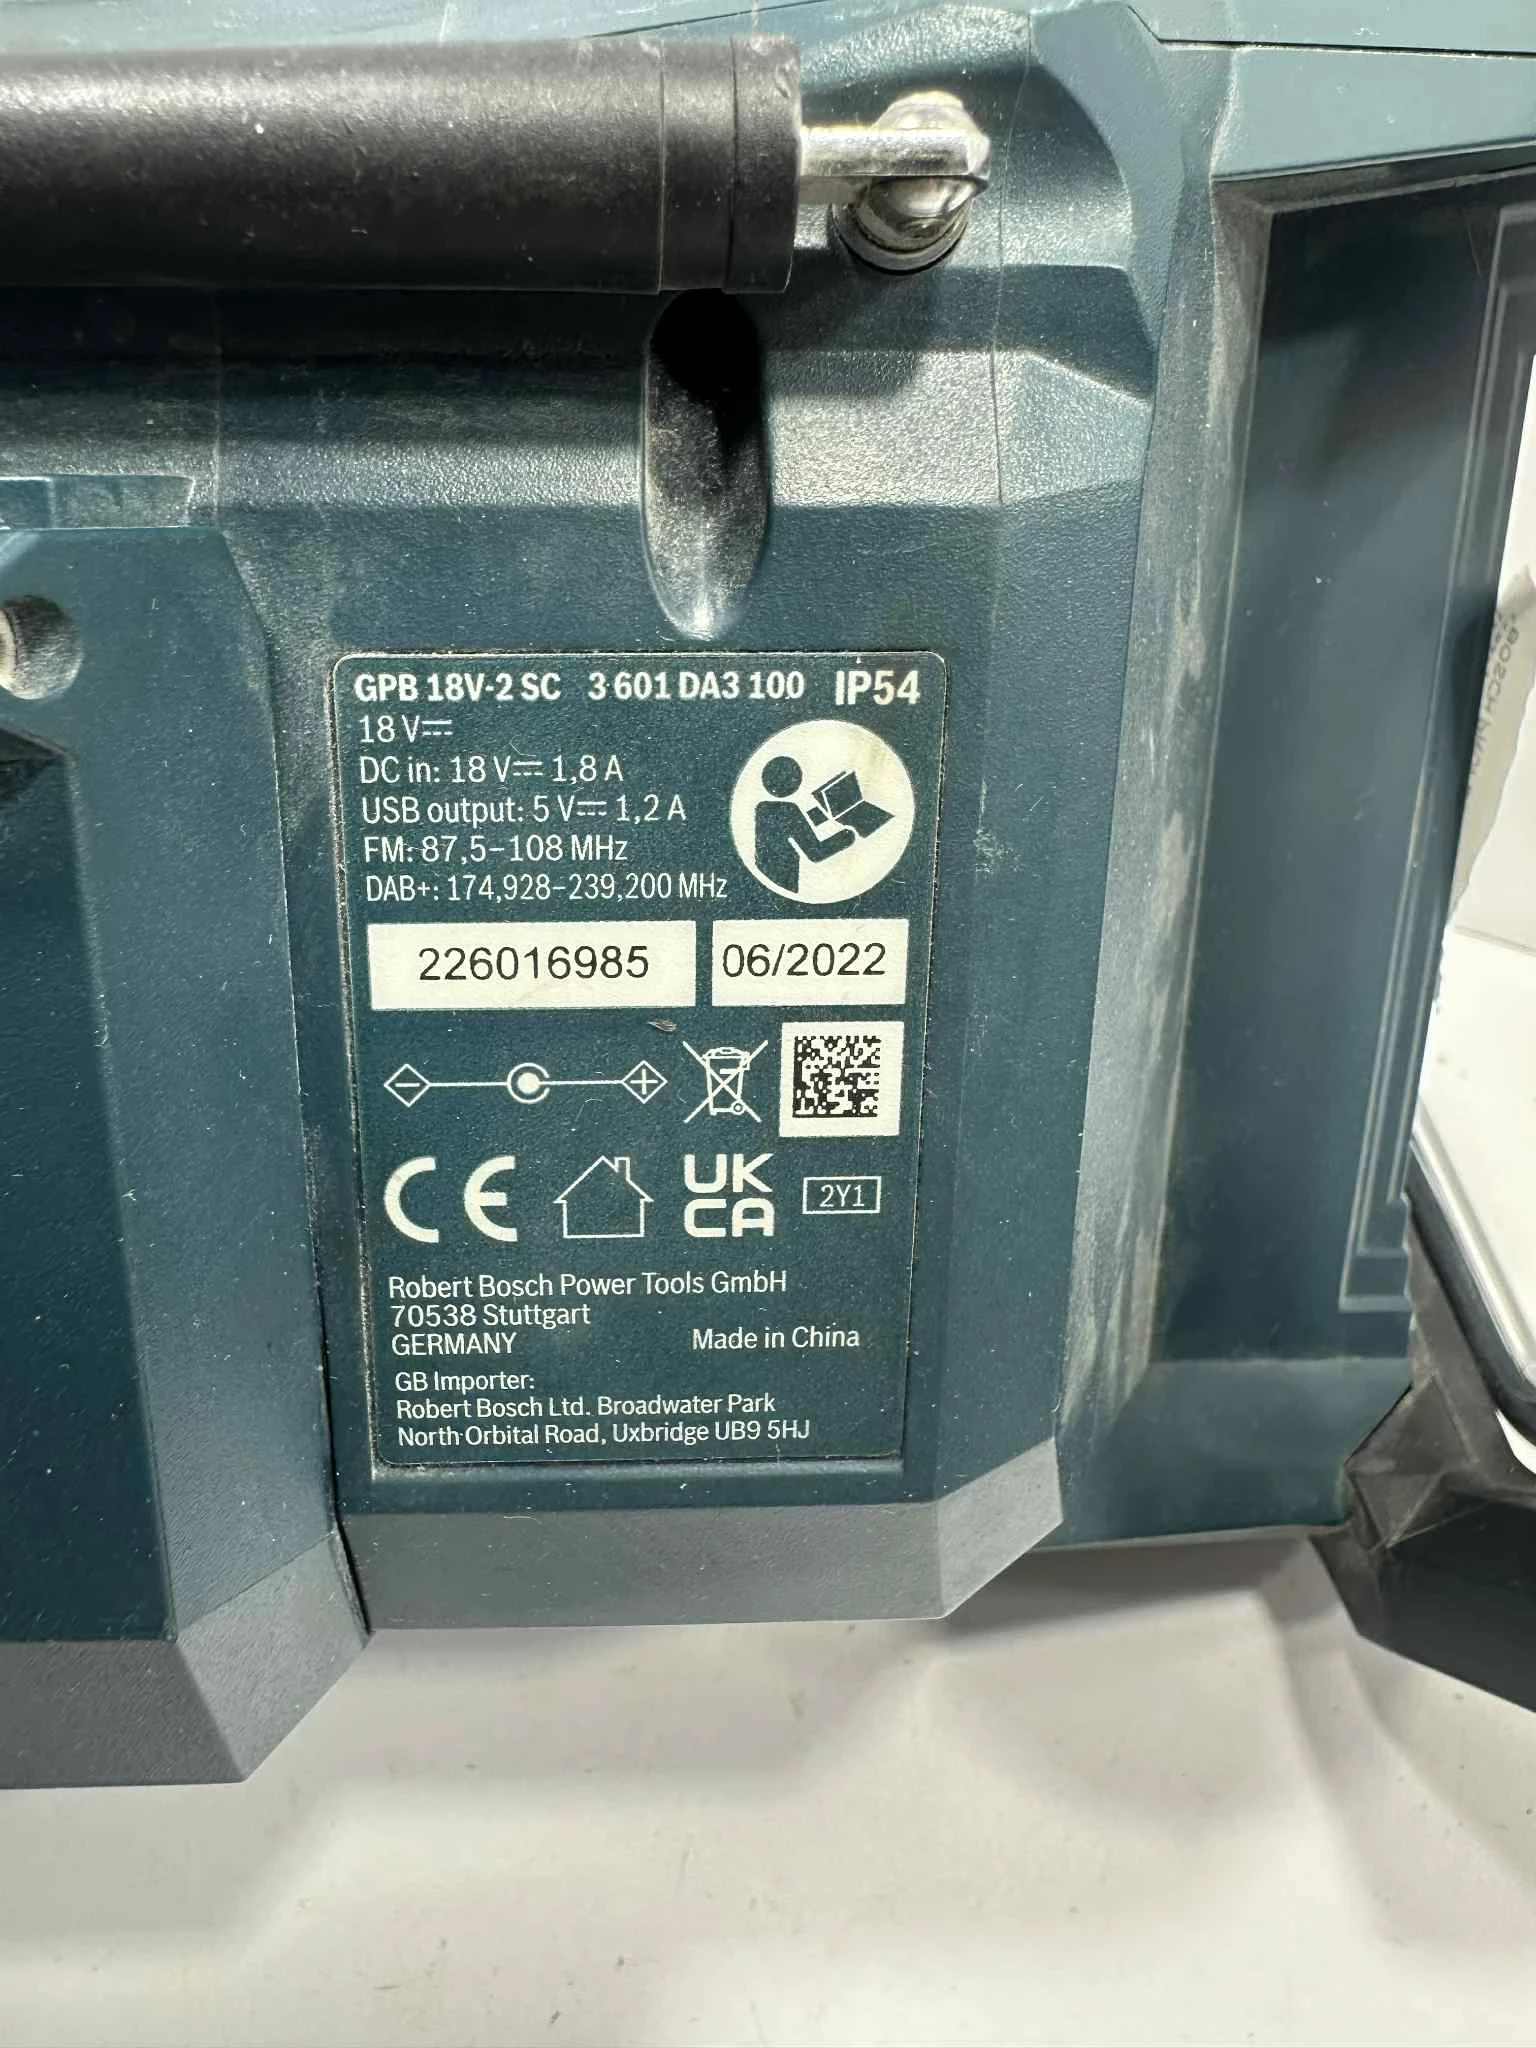 GPB 18V-2 SC 3 601 DA3 100 IP54
18 V⎓
DC in: 18 V⎓ 1,8 A
USB output: 5 V⎓ 1,2 A
FM: 87,5-108 MHz
DAB+: 174,928-239,200 MHz
226016985 06/2022
CE UK CA 2Y1
Robert Bosch Power Tools GmbH
70538 Stuttgart
GERMANY Made in China
GB Importer:
Robert Bosch Ltd. Broadwater Park
North Orbital Road, Uxbridge UB9 5HJ